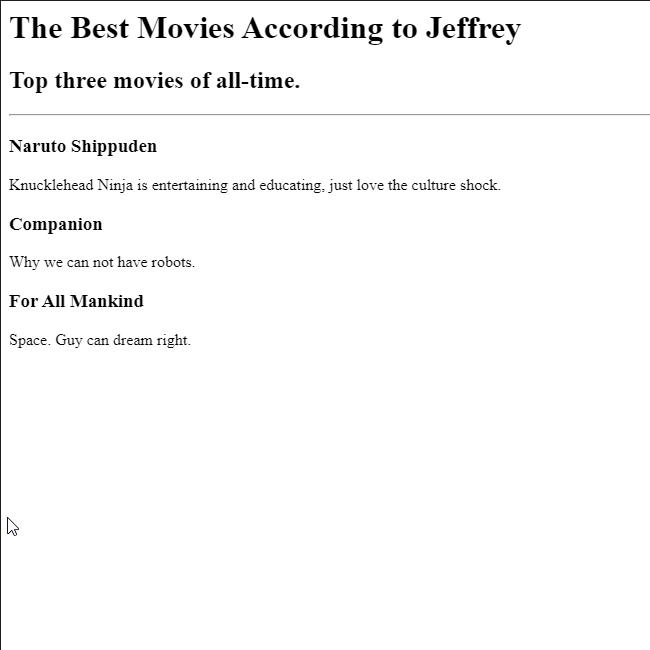 The Best Movies According to Jeffrey
Top three movies of all-time.
Naruto Shippuden
Knucklehead Ninja is entertaining and educating, just love the culture shock.
Companion
Why we can not have robots.
For All Mankind
Space. Guy can dream right.